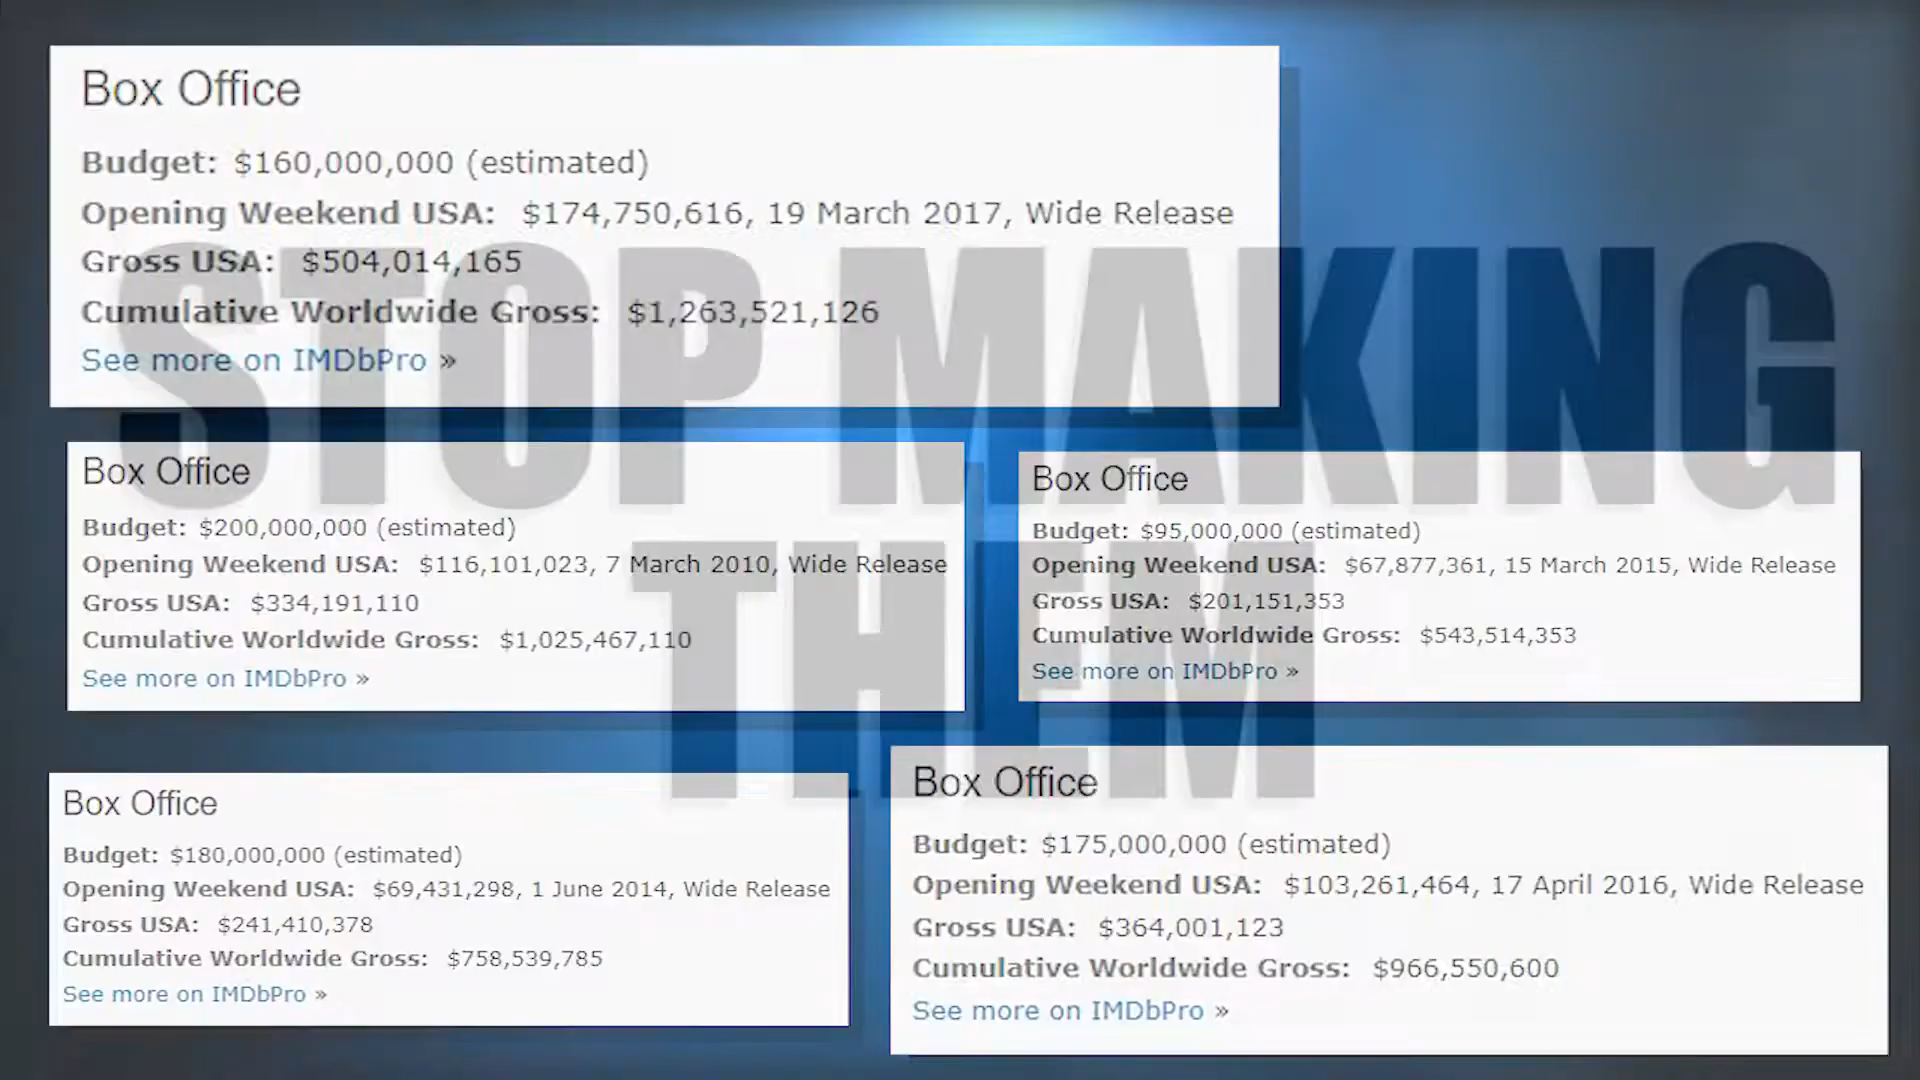 Box Office
Budget: $160,000,000 (estimated)
Opening Weekend USA: $174,750,616, 19 March 2017, Wide Release
Gross USA: $504,014,165
Cumulative Worldwide Gross: $1,263,521,126
See more on IMDbPro »
STOP MAKING
THEM
Box Office
Budget: $200,000,000 (estimated)
Opening Weekend USA: $116,101,023, 7 March 2010, Wide Release
Gross USA: $334,191,110
Cumulative Worldwide Gross: $1,025,467,110
See more on IMDbPro »
Box Office
Budget: $95,000,000 (estimated)
Opening Weekend USA: $67,877,361, 15 March 2015, Wide Release
Gross USA: $201,151,353
Cumulative Worldwide Gross: $543,514,353
See more on IMDbPro »
Box Office
Budget: $180,000,000 (estimated)
Opening Weekend USA: $69,431,298, 1 June 2014, Wide Release
Gross USA: $241,410,378
Cumulative Worldwide Gross: $758,539,785
See more on IMDbPro »
Box Office
Budget: $175,000,000 (estimated)
Opening Weekend USA: $103,261,464, 17 April 2016, Wide Release
Gross USA: $364,001,123
Cumulative Worldwide Gross: $966,550,600
See more on IMDbPro »